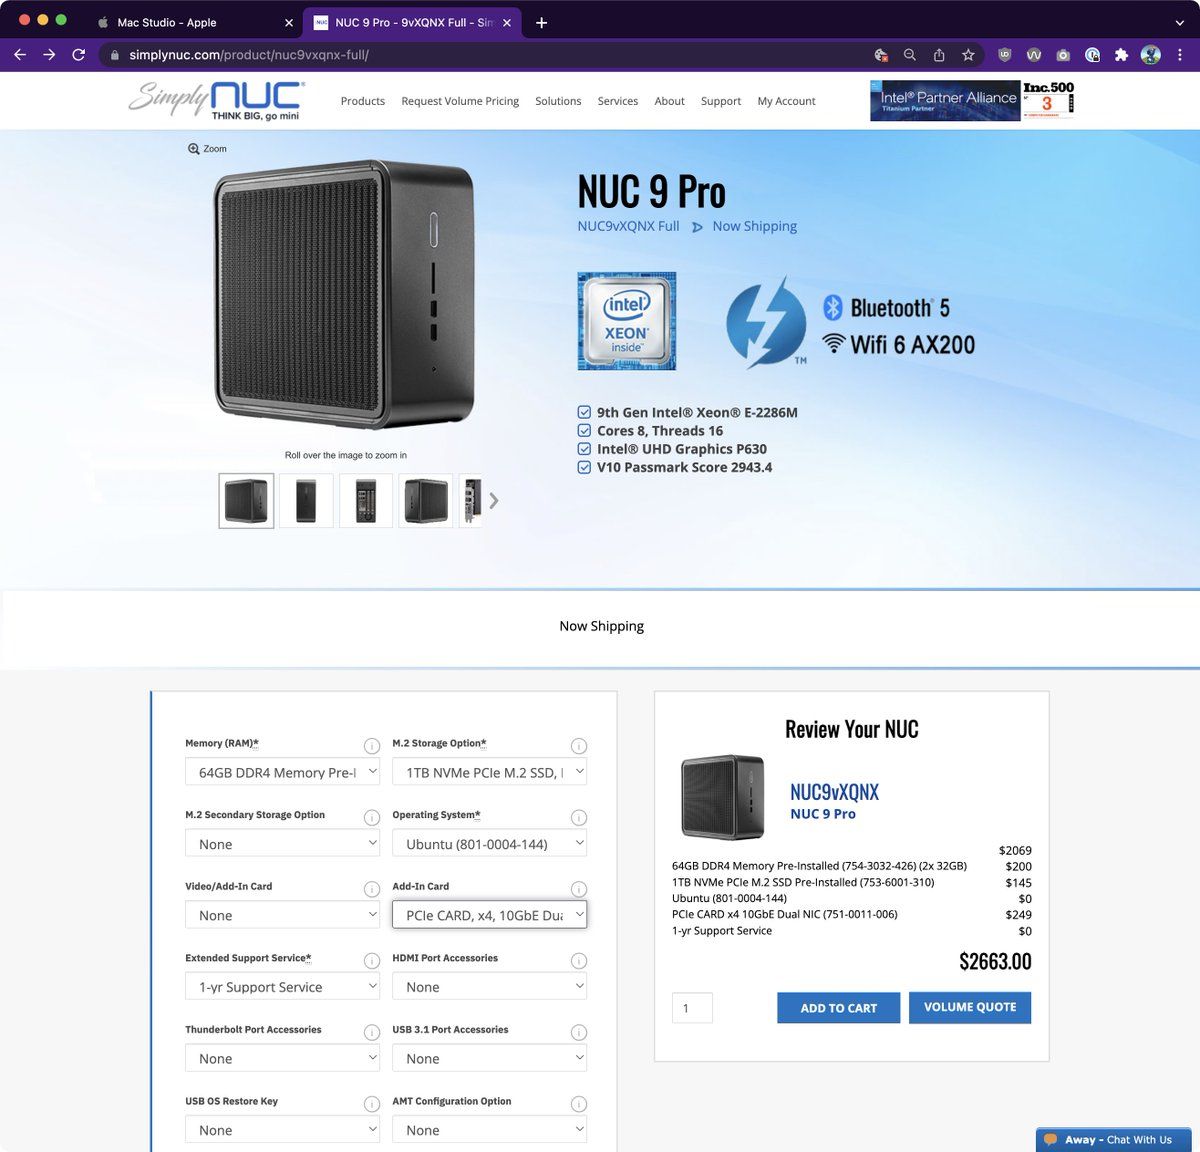 Mac Studio - Apple
NUC 9 Pro - 9vXQNX Full - Sim
simplynuc.com/product/nuc9vxqnx-full/
Simply NUC
THINK BIG, go mini
Products Request Volume Pricing Solutions Services About Support My Account
Intel® Partner Alliance
Titanium Partner
Inc.500
3
Zoom
NUC 9 Pro
NUC9vXQNX Full Now Shipping
intel
XEON
inside
TM
Bluetooth® 5
Wifi 6 AX200
9th Gen Intel® Xeon® E-2286M
Cores 8, Threads 16
Intel® UHD Graphics P630
V10 Passmark Score 2943.4
Roll over the image to zoom in
Now Shipping
Memory (RAM)* M.2 Storage Option*
64GB DDR4 Memory Pre-I 1TB NVMe PCIe M.2 SSD, I
M.2 Secondary Storage Option Operating System*
None Ubuntu (801-0004-144)
Video/Add-In Card Add-In Card
None PCIe CARD, x4, 10GbE Dua
Extended Support Service* HDMI Port Accessories
1-yr Support Service None
Thunderbolt Port Accessories USB 3.1 Port Accessories
None None
USB OS Restore Key AMT Configuration Option
None None
Review Your NUC
NUC9vXQNX
NUC 9 Pro
$2069
64GB DDR4 Memory Pre-Installed (754-3032-426) (2x 32GB) $200
1TB NVMe PCIe M.2 SSD Pre-Installed (753-6001-310) $145
Ubuntu (801-0004-144) $0
PCIe CARD x4 10GbE Dual NIC (751-0011-006) $249
1-yr Support Service $0
$2663.00
1 ADD TO CART VOLUME QUOTE
Away - Chat With Us